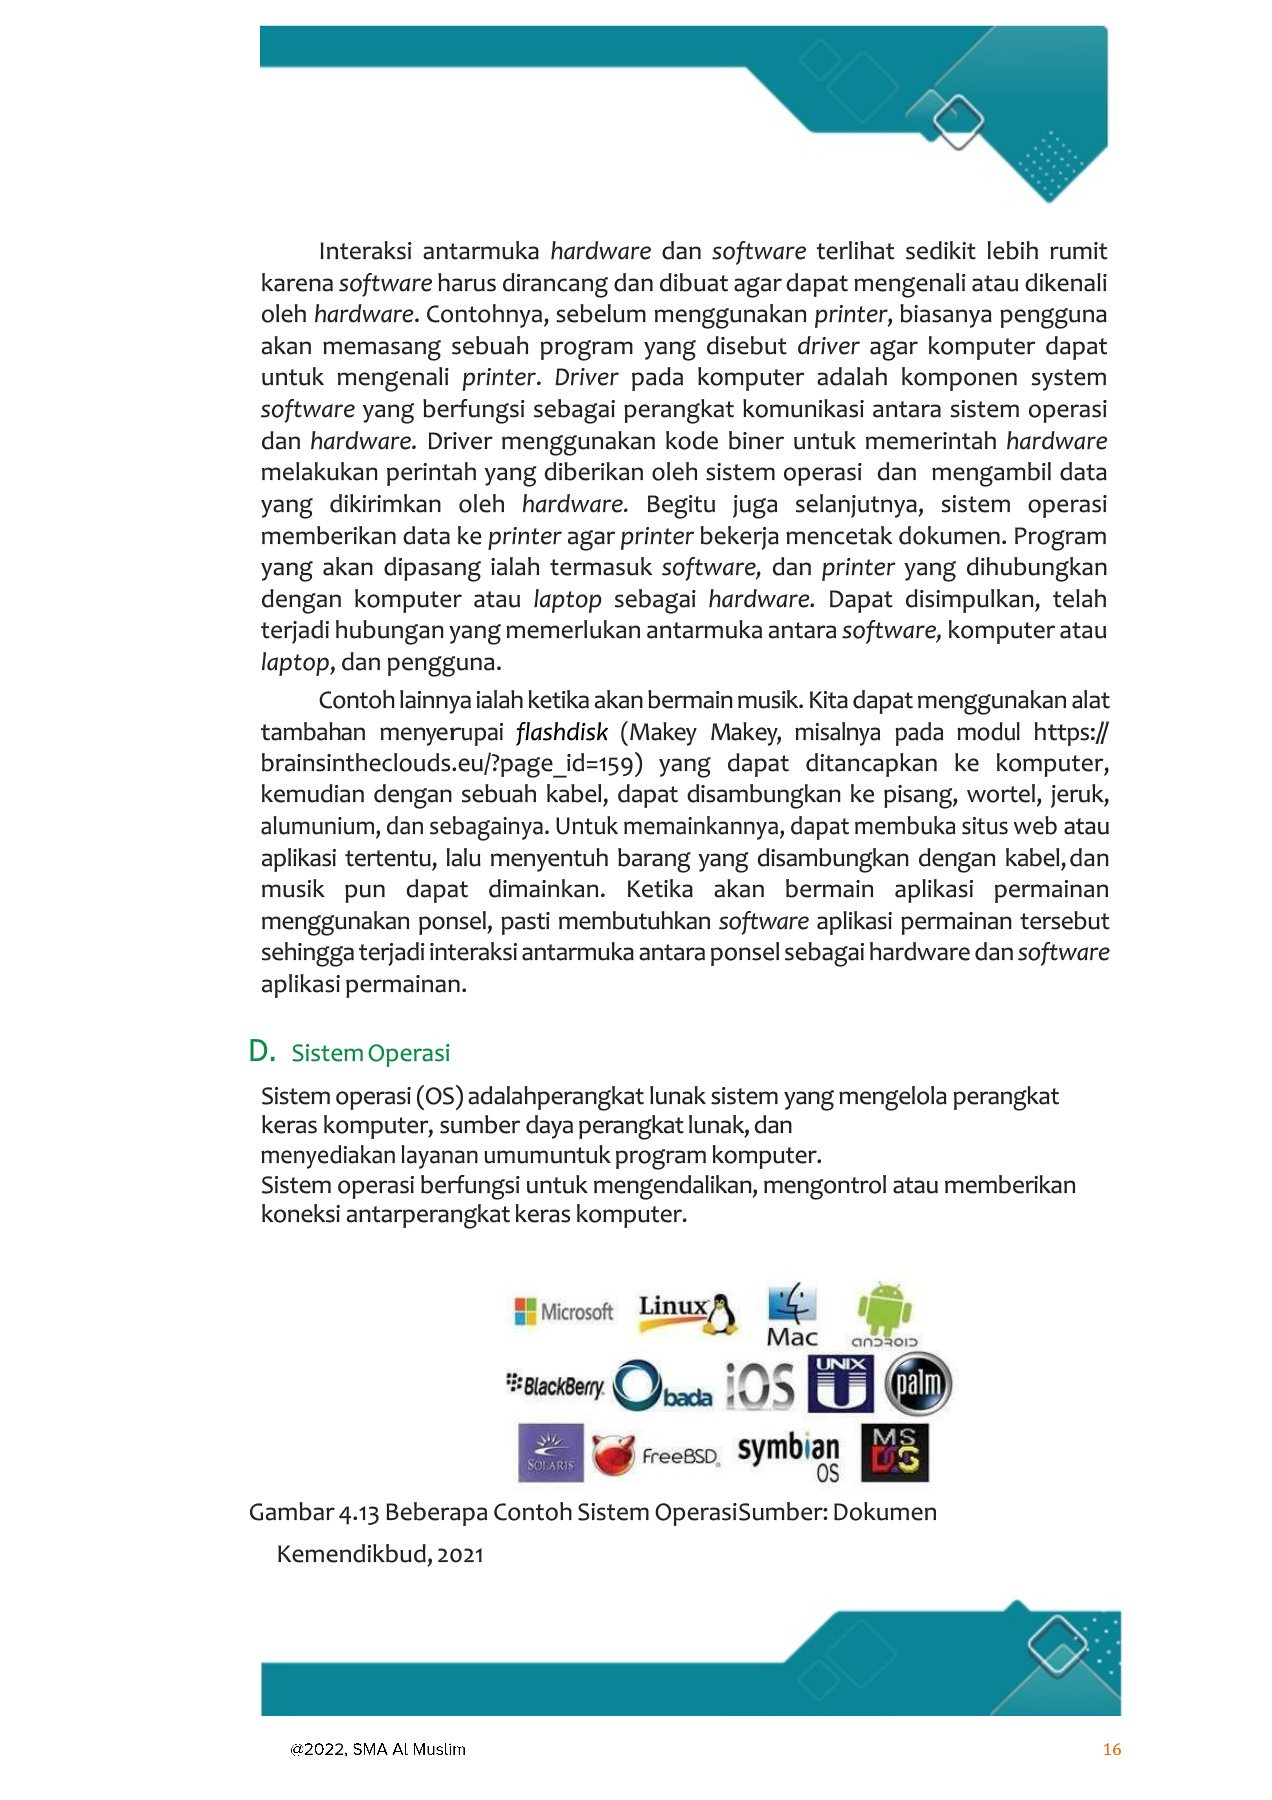 Interaksi antarmuka hardware dan software terlihat sedikit lebih rumit
karena software harus dirancang dan dibuat agar dapat mengenali atau dikenali
oleh hardware. Contohnya, sebelum menggunakan printer, biasanya pengguna
akan memasang sebuah program yang disebut driver agar komputer dapat
untuk mengenali printer. Driver pada komputer adalah komponen system
software yang berfungsi sebagai perangkat komunikasi antara sistem operasi
dan hardware. Driver menggunakan kode biner untuk memerintah hardware
melakukan perintah yang diberikan oleh sistem operasi dan mengambil data
yang dikirimkan oleh hardware. Begitu juga selanjutnya, sistem operasi
memberikan data ke printer agar printer bekerja mencetak dokumen. Program
yang akan dipasang ialah termasuk software, dan printer yang dihubungkan
dengan komputer atau laptop sebagai hardware. Dapat disimpulkan, telah
terjadi hubungan yang memerlukan antarmuka antara software, komputer atau
laptop, dan pengguna.
Contoh lainnya ialah ketika akan bermain musik. Kita dapat menggunakan alat
tambahan menyerupai flashdisk (Makey Makey, misalnya pada modul https://
brainsintheclouds.eu/?page_id=159) yang dapat ditancapkan ke komputer,
kemudian dengan sebuah kabel, dapat disambungkan ke pisang, wortel, jeruk,
alumunium, dan sebagainya. Untuk memainkannya, dapat membuka situs web atau
aplikasi tertentu, lalu menyentuh barang yang disambungkan dengan kabel, dan
musik pun dapat dimainkan. Ketika akan bermain aplikasi permainan
menggunakan ponsel, pasti membutuhkan software aplikasi permainan tersebut
sehingga terjadi interaksi antarmuka antara ponsel sebagai hardware dan software
aplikasi permainan.
D. Sistem Operasi
Sistem operasi (OS) adalahperangkat lunak sistem yang mengelola perangkat
keras komputer, sumber daya perangkat lunak, dan
menyediakan layanan umumuntuk program komputer.
Sistem operasi berfungsi untuk mengendalikan, mengontrol atau memberikan
koneksi antarperangkat keras komputer.
Microsoft Linux Mac ANDROID
BlackBerry. bada iOS UNIX palm
SOLARIS FreeBSD symbian OS MS DOS
Gambar 4.13 Beberapa Contoh Sistem OperasiSumber: Dokumen
Kemendikbud, 2021
@2022, SMA Al Muslim 16